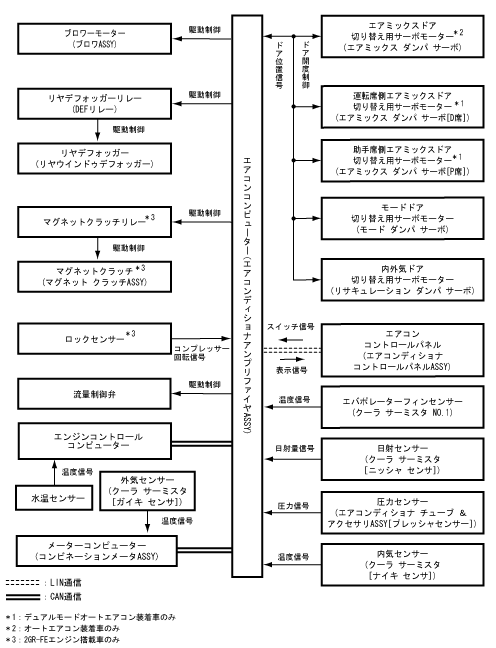 ブロワーモーター
(ブロワASSY)
駆動制御
リヤデフォッガーリレー
(DEFリレー)
駆動制御
駆動制御
リヤデフォッガー
(リヤウインドゥデフォッガー)
マグネットクラッチリレー*3
駆動制御
駆動制御
マグネットクラッチ*3
(マグネット クラッチASSY)
ロックセンサー*3
コンプレッサー
回転信号
流量制御弁
駆動制御
エンジンコントロール
コンピューター
温度信号
水温センサー
外気センサー
(クーラ サーミスタ
[ガイキ センサ])
温度信号
メーターコンピューター
(コンビネーションメータASSY)
エアコンコンピューター(エアコンディショナアンプリファイヤASSY)
ドア位置信号
ドア開度制御
エアミックスドア
切り替え用サーボモーター*2
(エアミックス ダンパ サーボ)
運転席側エアミックスドア
切り替え用サーボモーター*1
(エアミックス ダンパ サーボ[D席])
助手席側エアミックスドア
切り替え用サーボモーター*1
(エアミックス ダンパ サーボ[P席])
モードドア
切り替え用サーボモーター
(モード ダンパ サーボ)
内外気ドア
切り替え用サーボモーター
(リサキュレーション ダンパ サーボ)
スイッチ信号
表示信号
エアコン
コントロールパネル
(エアコンディショナ
コントロールパネルASSY)
温度信号
エバポレーターフィンセンサー
(クーラ サーミスタ NO.1)
日射量信号
日射センサー
(クーラ サーミスタ
[ニッシャ センサ])
圧力信号
圧力センサー
(エアコンディショナ チューブ &
アクセサリASSY[プレッシャセンサー])
温度信号
内気センサー
(クーラ サーミスタ
[ナイキ センサ])
:LIN通信
:CAN通信
*1:デュアルモードオートエアコン装着車のみ
*2:オートエアコン装着車のみ
*3:2GR-FEエンジン搭載車のみ